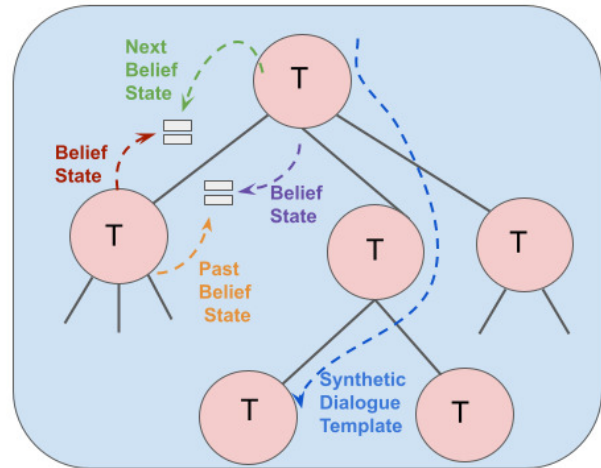 Next
Belief
State
T
Belief
State
Belief
State
T
T
T
Past
Belief
State
Synthetic
Dialogue
Template
T
T